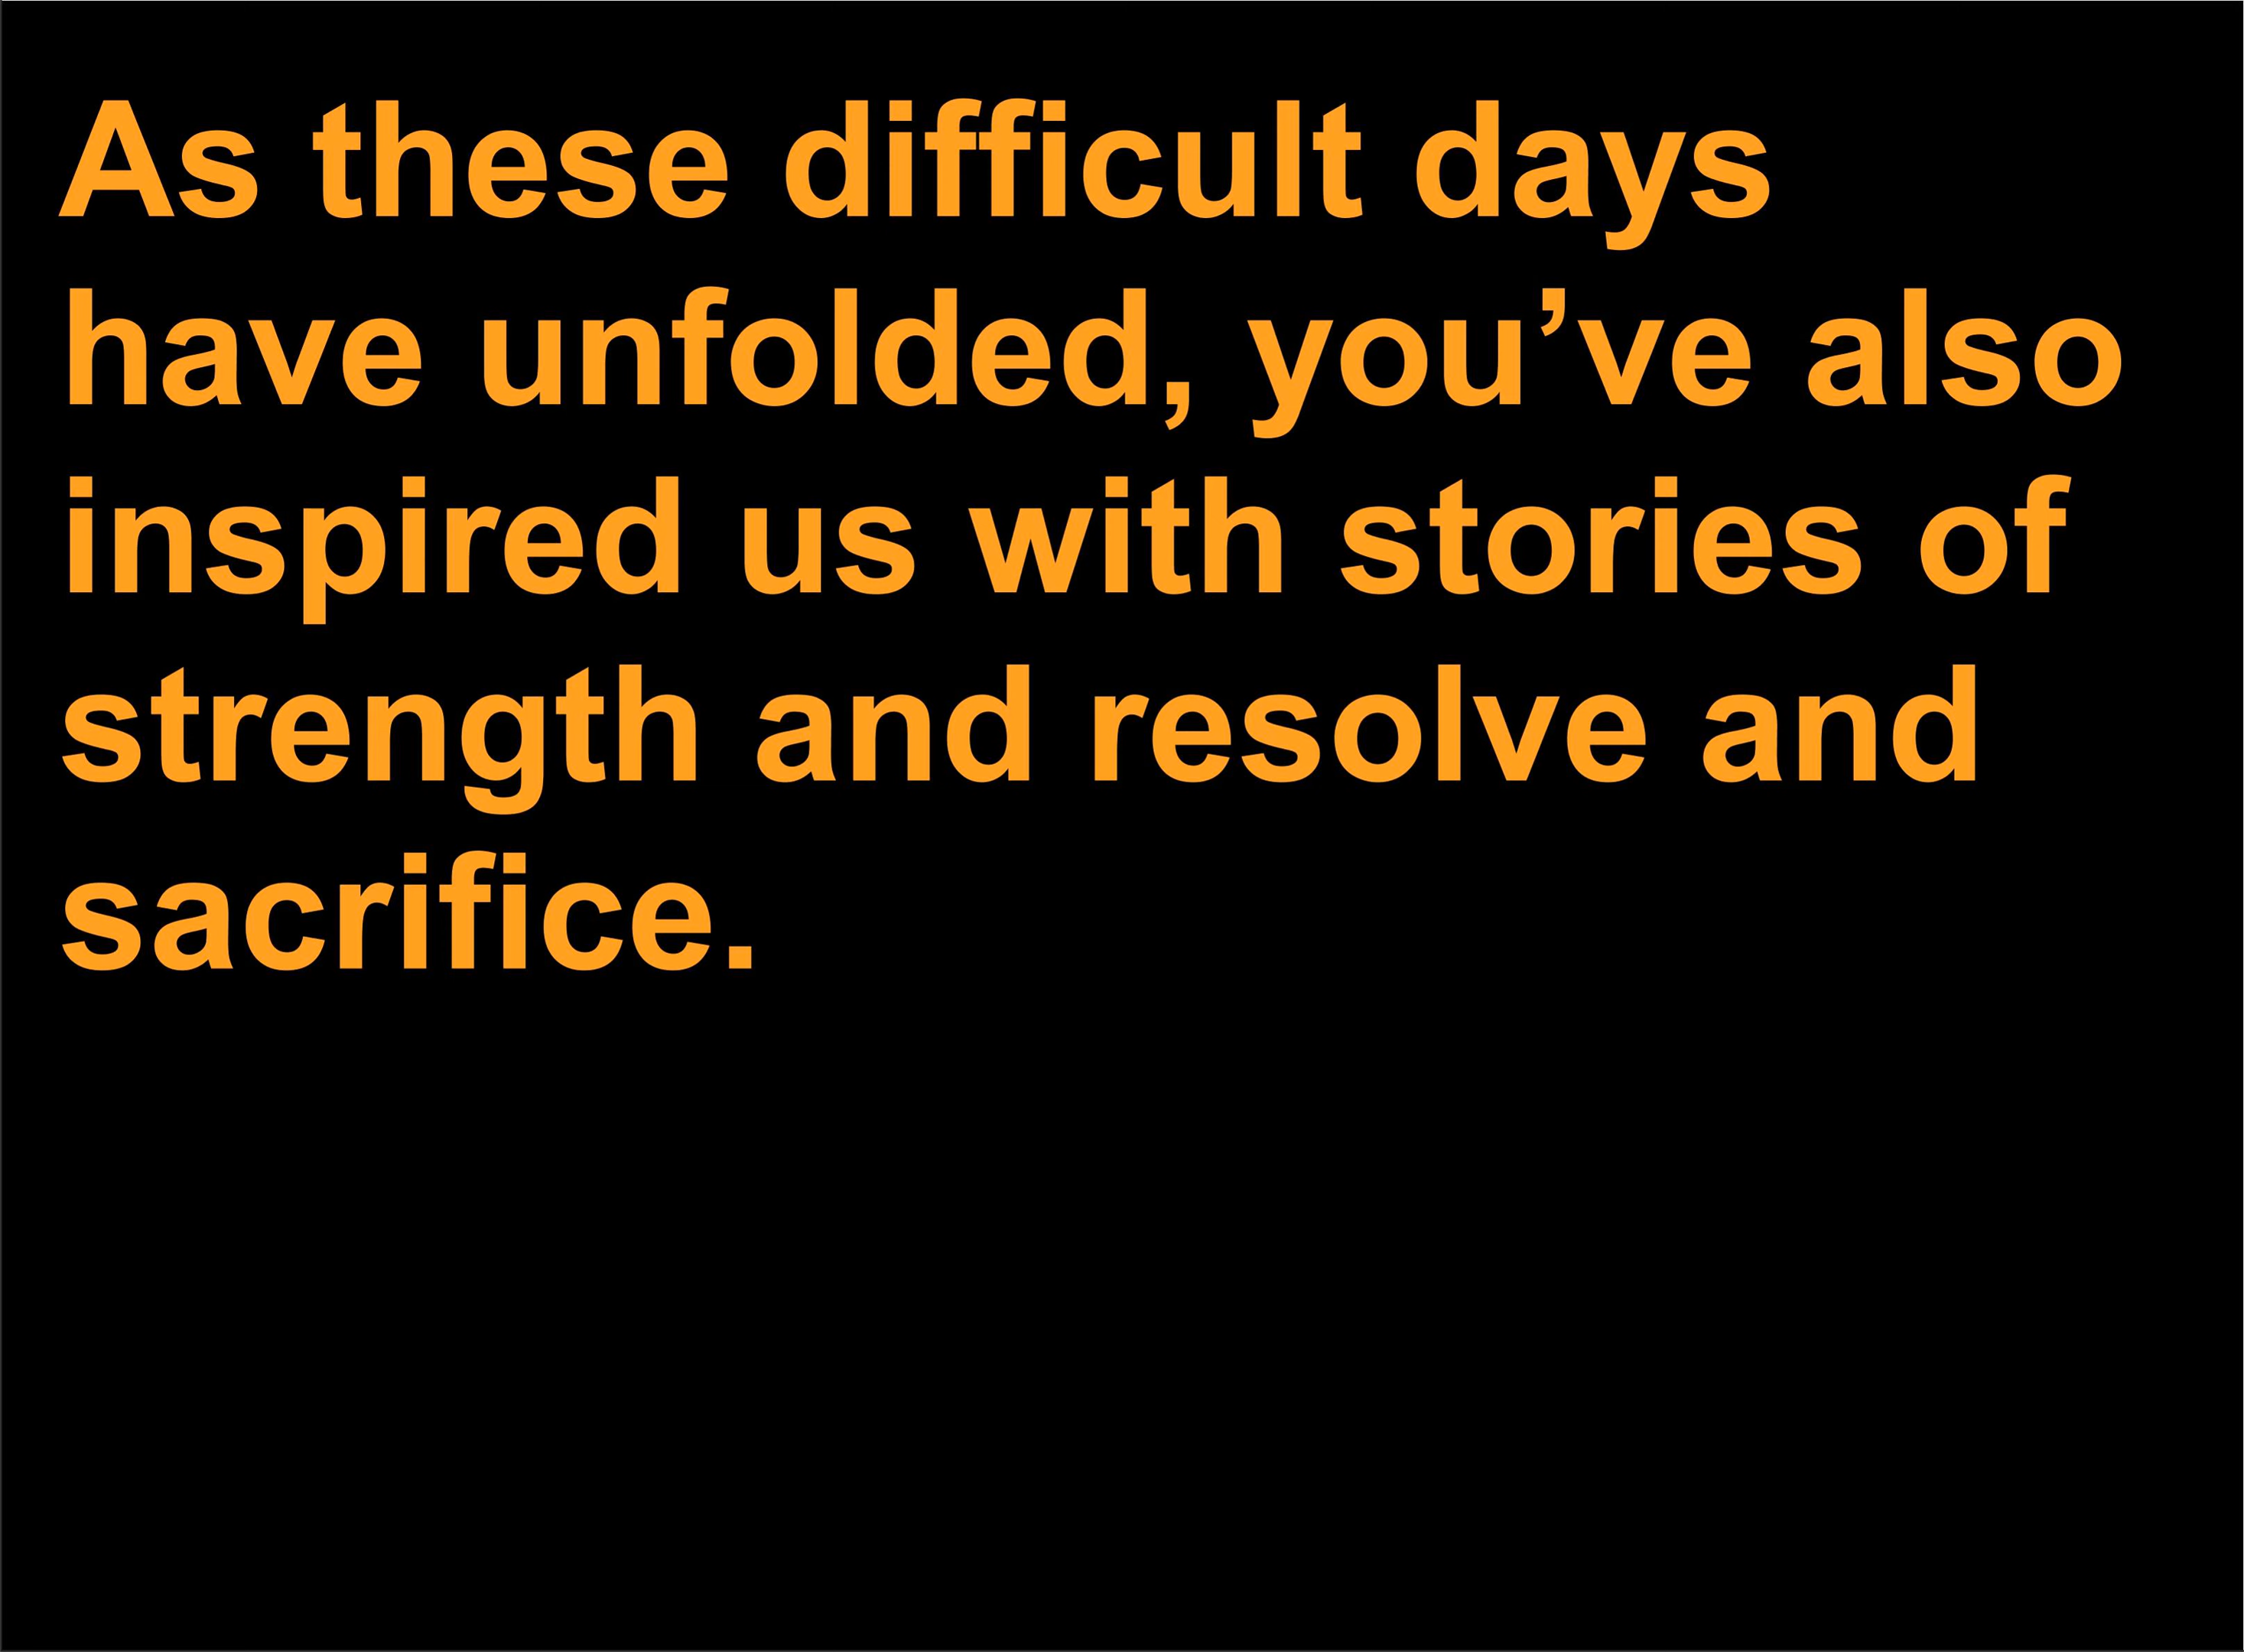 As these difficult days
have unfolded, you’ve also
inspired us with stories of
strength and resolve and
sacrifice.